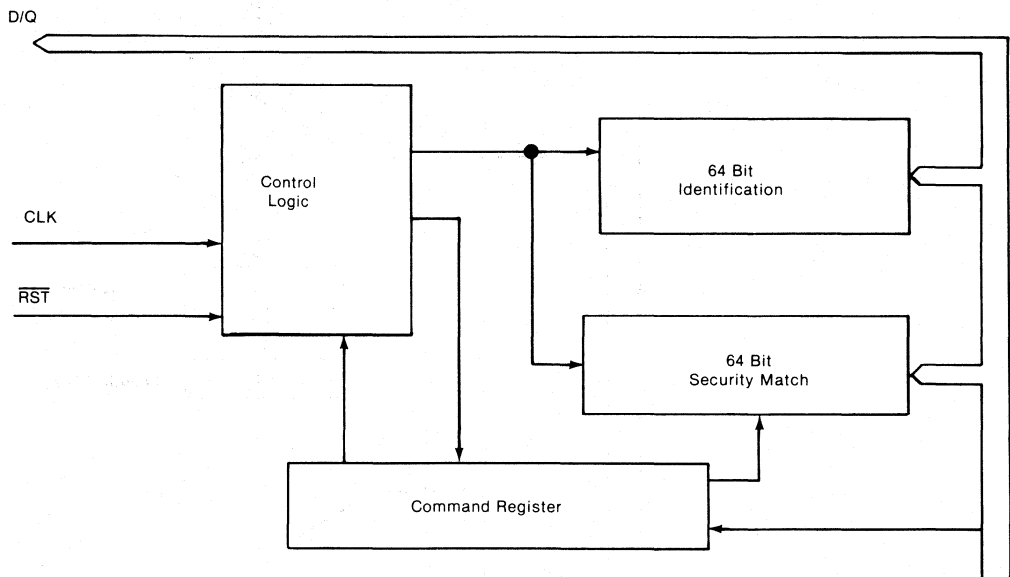 D/Q
Control
Logic
64 Bit
Identification
CLK
RST
64 Bit
Security Match
Command Register